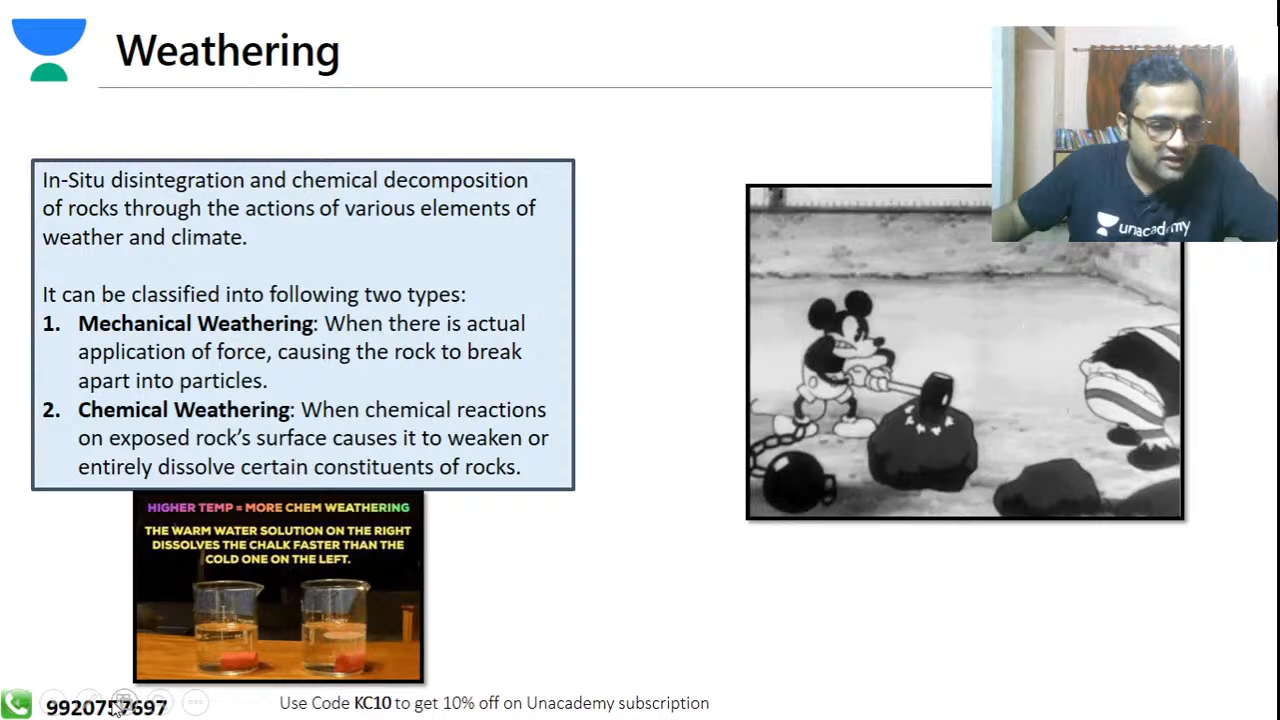 Weathering
unacademy
In-Situ disintegration and chemical decomposition
of rocks through the actions of various elements of
weather and climate.
It can be classified into following two types:
1. Mechanical Weathering: When there is actual
application of force, causing the rock to break
apart into particles.
2. Chemical Weathering: When chemical reactions
on exposed rock's surface causes it to weaken or
entirely dissolve certain constituents of rocks.
HIGHER TEMP = MORE CHEM WEATHERING
THE WARM WATER SOLUTION ON THE RIGHT
DISSOLVES THE CHALK FASTER THAN THE
COLD ONE ON THE LEFT.
Use Code KC10 to get 10% off on Unacademy subscription